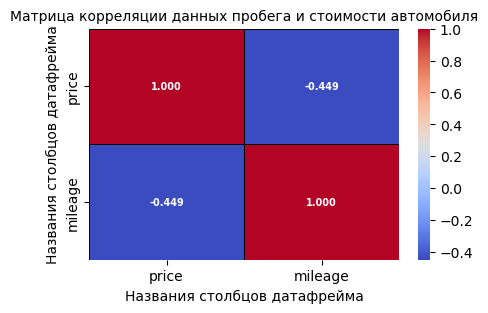 Матрица корреляции данных пробега и стоимости автомобиля
Названия столбцов датафрейма
price
mileage
1.000
-0.449
-0.449
1.000
price
mileage
Названия столбцов датафрейма
1.0
0.8
0.6
0.4
0.2
0.0
−0.2
−0.4